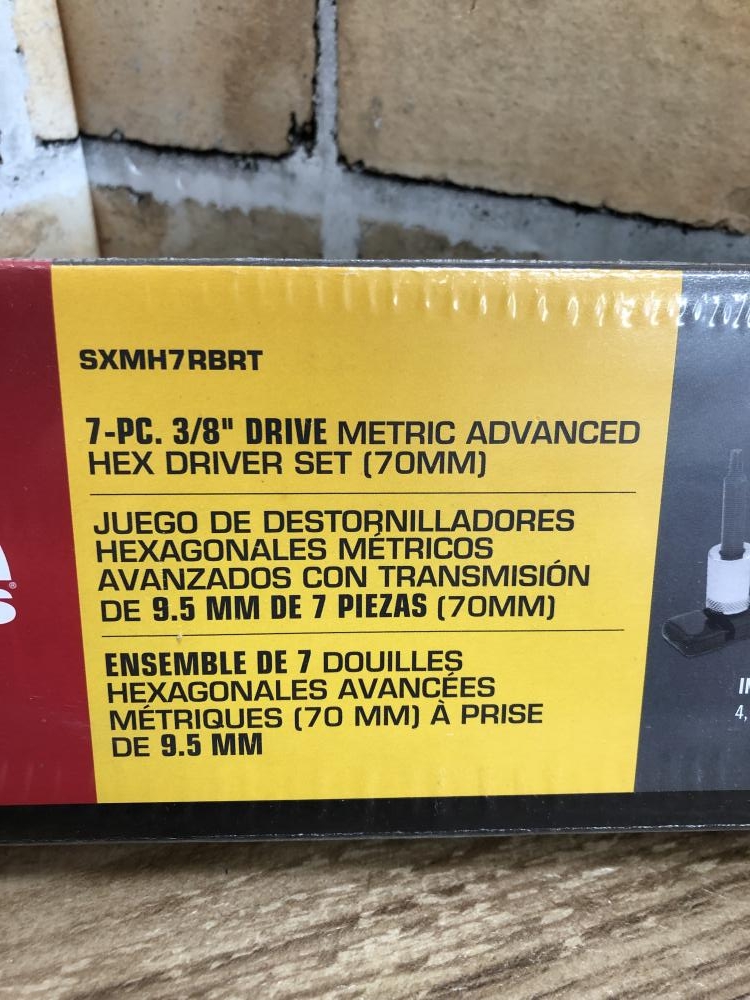 SXMH7RBRT
7-PC. 3/8" DRIVE METRIC ADVANCED
HEX DRIVER SET (70MM)
JUEGO DE DESTORNILLADORES
HEXAGONALES MÉTRICOS
AVANZADOS CON TRANSMISIÓN
DE 9.5 MM DE 7 PIEZAS (70MM)
ENSEMBLE DE 7 DOUILLES
HEXAGONALES AVANCÉES
MÉTRIQUES (70 MM) À PRISE
DE 9.5 MM
4,